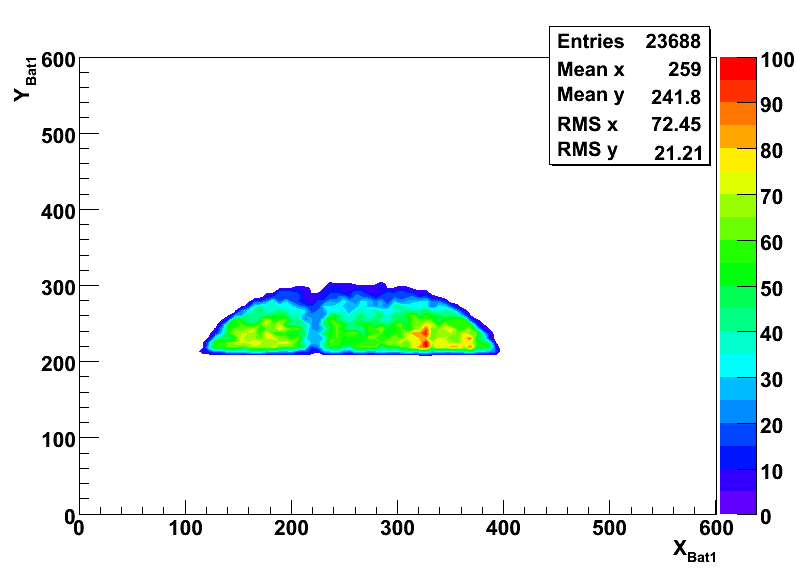 Entries 23688
Mean x 259
Mean y 241.8
RMS x 72.45
RMS y 21.21
Y_Bat1
600
500
400
300
200
100
0
0 100 200 300 400 500 600
X_Bat1
100
90
80
70
60
50
40
30
20
10
0